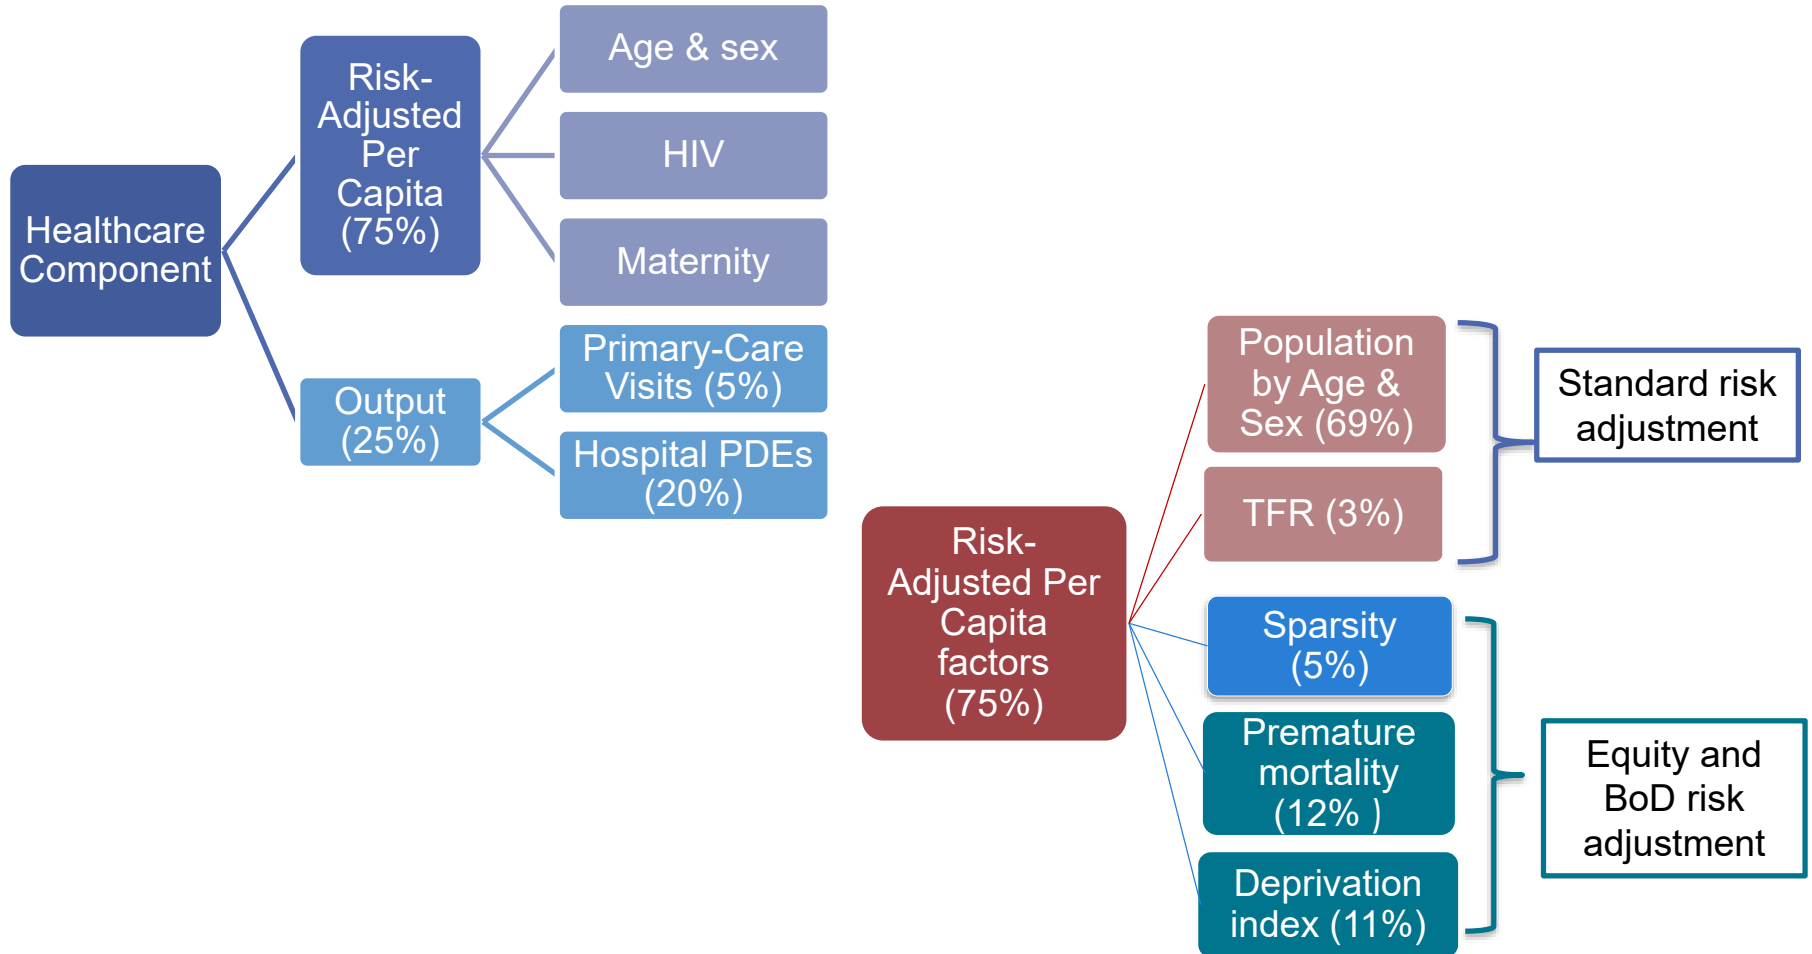 Healthcare
Component
Risk-
Adjusted
Per
Capita
(75%)
Age & sex
HIV
Maternity
Output
(25%)
Primary-Care
Visits (5%)
Hospital PDEs
(20%)
Risk-
Adjusted Per
Capita
factors
(75%)
Population
by Age &
Sex (69%)
TFR (3%)
Standard risk
adjustment
Sparsity
(5%)
Premature
mortality
(12% )
Deprivation
index (11%)
Equity and
BoD risk
adjustment